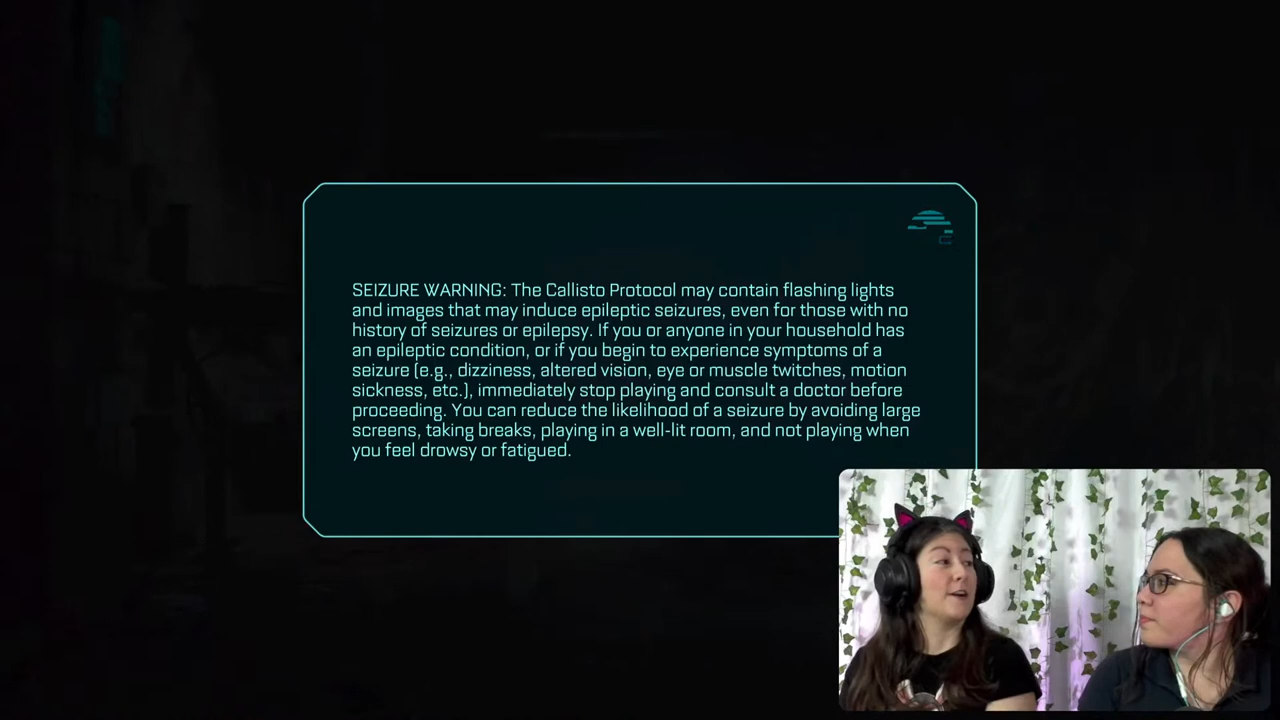 SEIZURE WARNING: The Callisto Protocol may contain flashing lights
and images that may induce epileptic seizures, even for those with no
history of seizures or epilepsy. If you or anyone in your household has
an epileptic condition, or if you begin to experience symptoms of a
seizure (e.g., dizziness, altered vision, eye or muscle twitches, motion
sickness, etc.), immediately stop playing and consult a doctor before
proceeding. You can reduce the likelihood of a seizure by avoiding large
screens, taking breaks, playing in a well-lit room, and not playing when
you feel drowsy or fatigued.